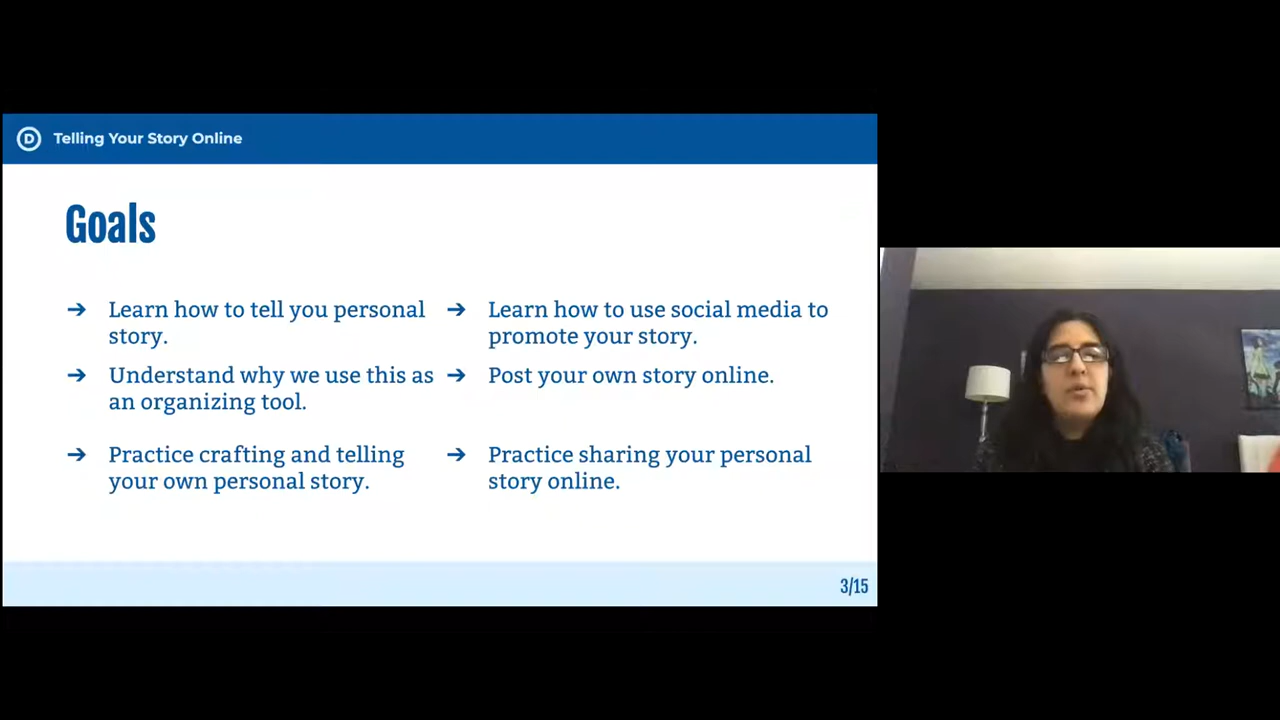 D Telling Your Story Online
Goals
➔ Learn how to tell you personal
story.
➔ Understand why we use this as
an organizing tool.
➔ Practice crafting and telling
your own personal story.
➔ Learn how to use social media to
promote your story.
➔ Post your own story online.
➔ Practice sharing your personal
story online.
3/15